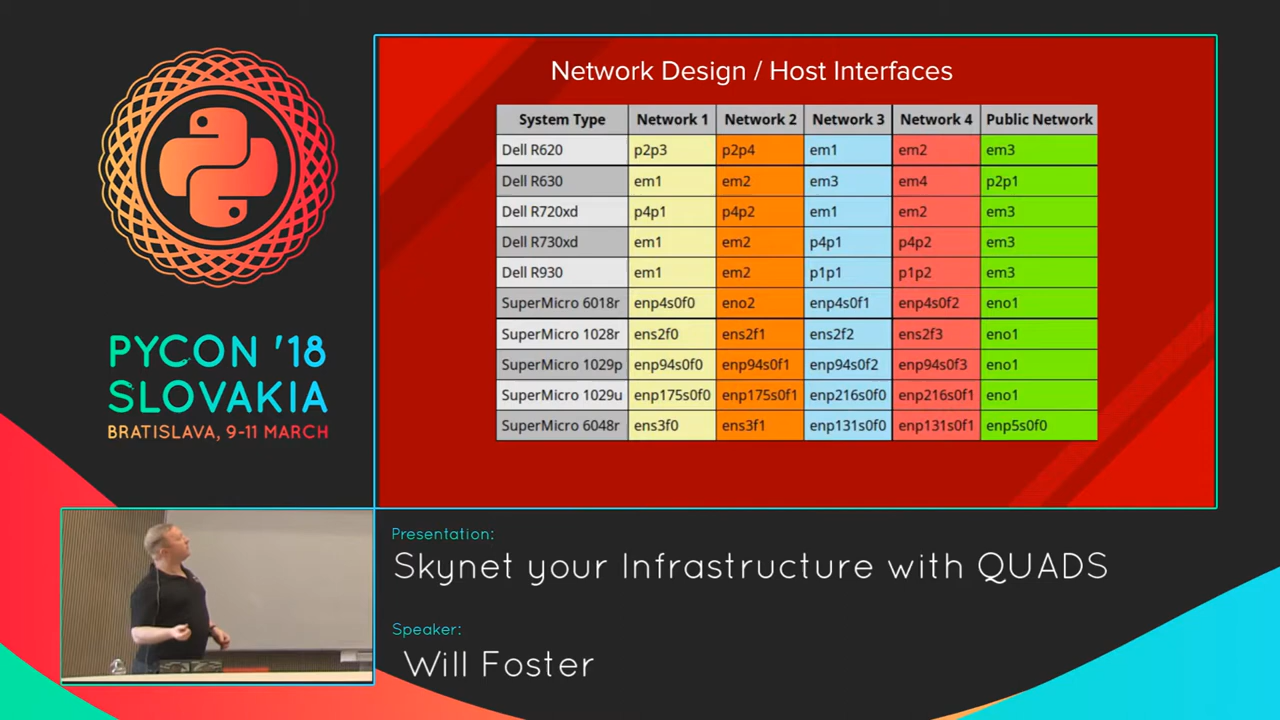 PYCON '18
SLOVAKIA
BRATISLAVA, 9-11 MARCH
Network Design / Host Interfaces
System Type Network 1 Network 2 Network 3 Network 4 Public Network
Dell R620 p2p3 p2p4 em1 em2 em3
Dell R630 em1 em2 em3 em4 p2p1
Dell R720xd p4p1 p4p2 em1 em2 em3
Dell R730xd em1 em2 p4p1 p4p2 em3
Dell R930 em1 em2 p1p1 p1p2 em3
SuperMicro 6018r enp4s0f0 eno2 enp4s0f1 enp4s0f2 eno1
SuperMicro 1028r ens2f0 ens2f1 ens2f2 ens2f3 eno1
SuperMicro 1029p enp94s0f0 enp94s0f1 enp94s0f2 enp94s0f3 eno1
SuperMicro 1029u enp175s0f0 enp175s0f1 enp216s0f0 enp216s0f1 eno1
SuperMicro 6048r ens3f0 ens3f1 enp131s0f0 enp131s0f1 enp5s0f0
Presentation:
Skynet your Infrastructure with QUADS
Speaker:
Will Foster